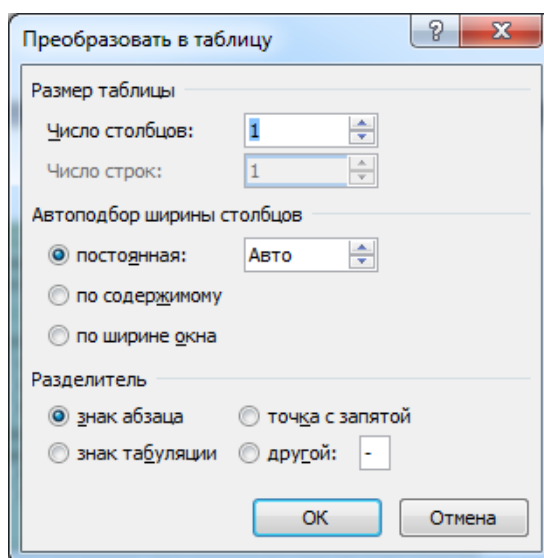 Преобразовать в таблицу
Размер таблицы
Число столбцов: 1
Число строк: 1
Автоподбор ширины столбцов
постоянная: Авто
по содержимому
по ширине окна
Разделитель
знак абзаца точка с запятой
знак табуляции другой: -
ОК Отмена